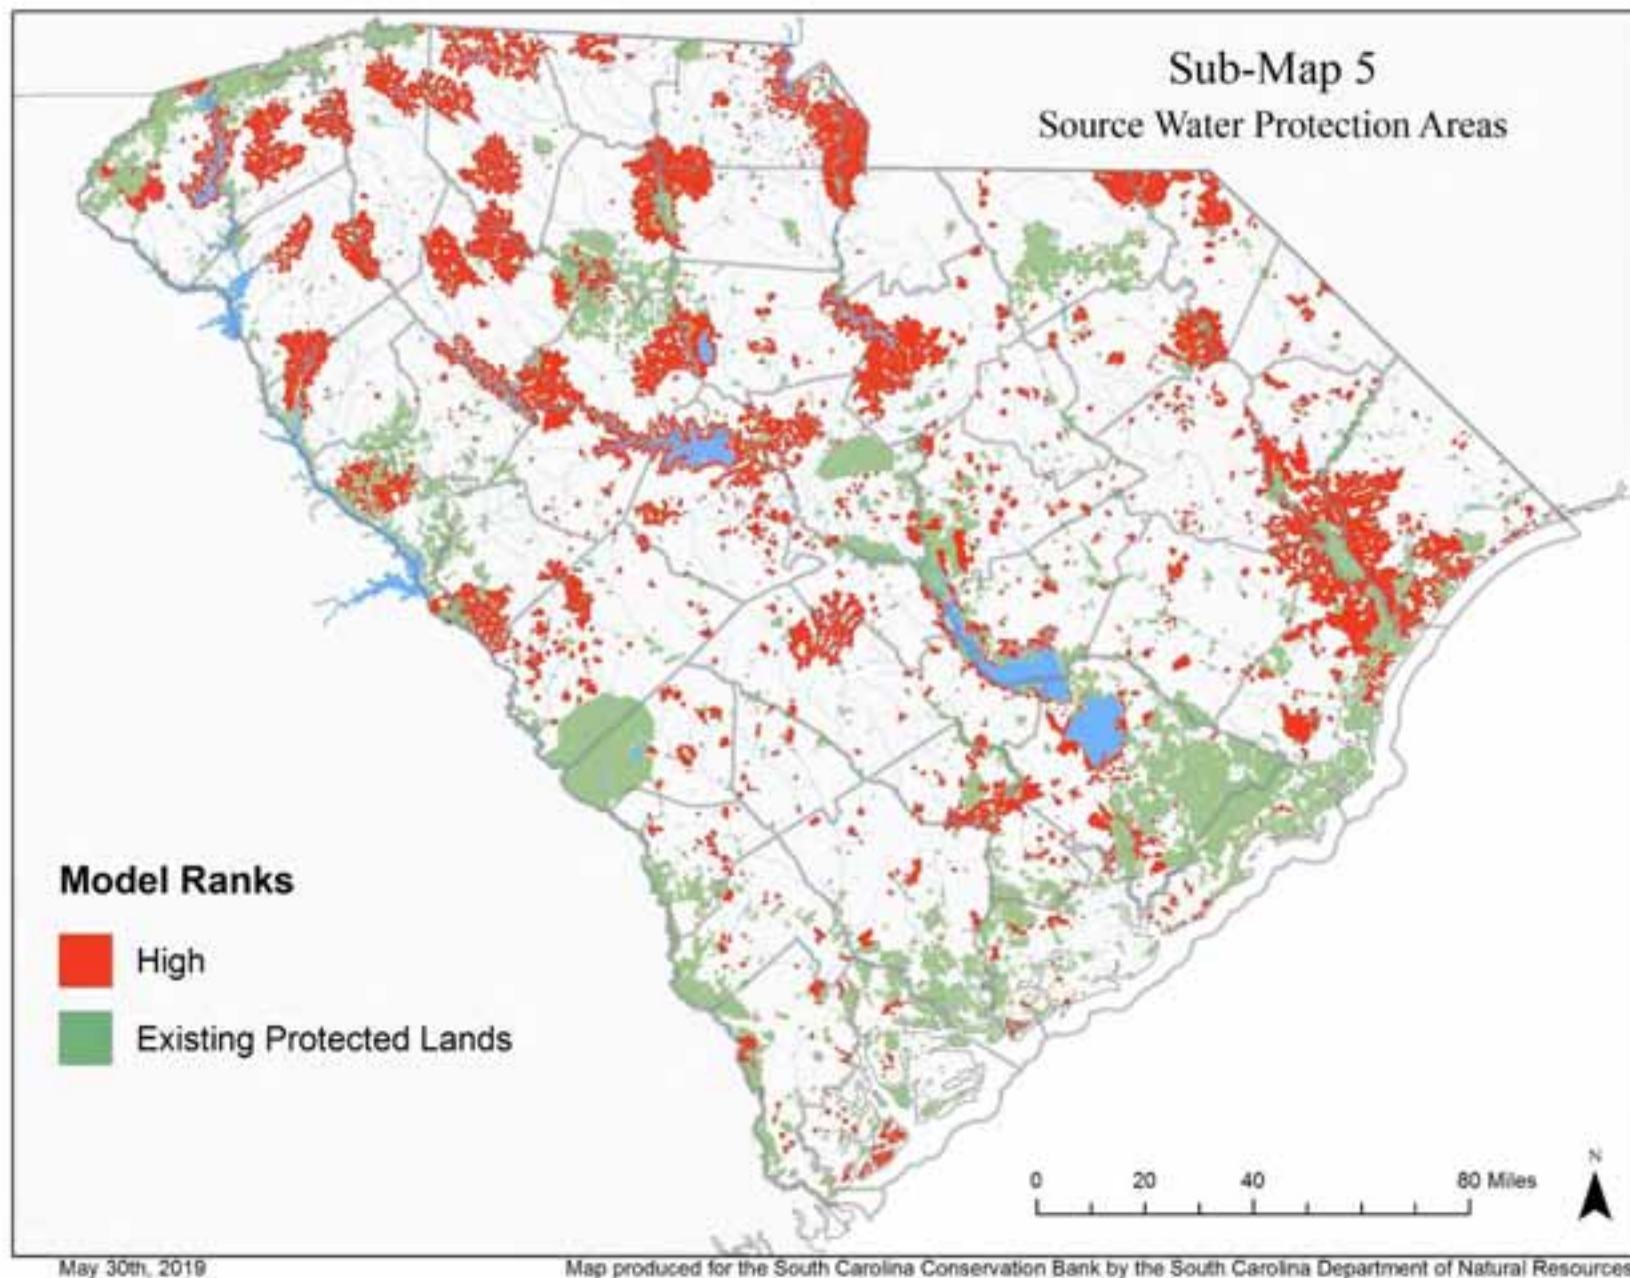 Sub-Map 5
Source Water Protection Areas
Model Ranks
High
Existing Protected Lands
N
0 20 40 80 Miles
May 30th, 2019 Map produced for the South Carolina Conservation Bank by the South Carolina Department of Natural Resources